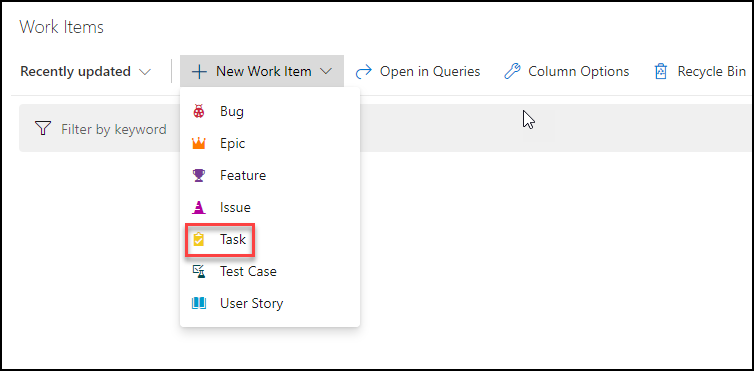 Work Items
Recently updated New Work Item Open in Queries Column Options Recycle Bin
Filter by keyword
Bug
Epic
Feature
Issue
Task
Test Case
User Story